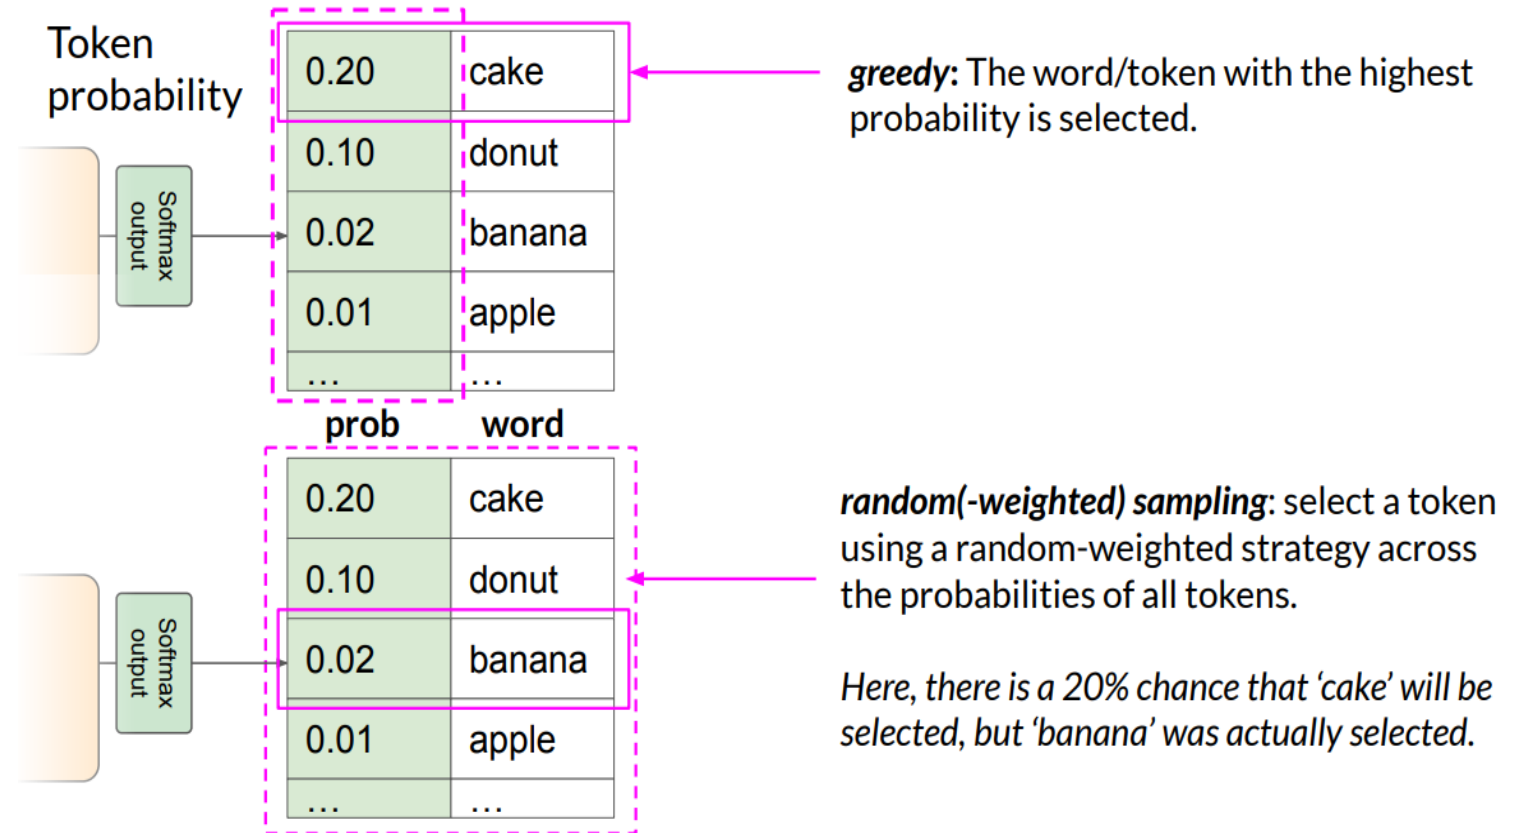 Token
probability
Softmax
output
0.20 cake
0.10 donut
0.02 banana
0.01 apple
... ...
prob word
greedy: The word/token with the highest
probability is selected.
Softmax
output
0.20 cake
0.10 donut
0.02 banana
0.01 apple
... ...
random(-weighted) sampling: select a token
using a random-weighted strategy across
the probabilities of all tokens.
Here, there is a 20% chance that ‘cake’ will be
selected, but ‘banana’ was actually selected.